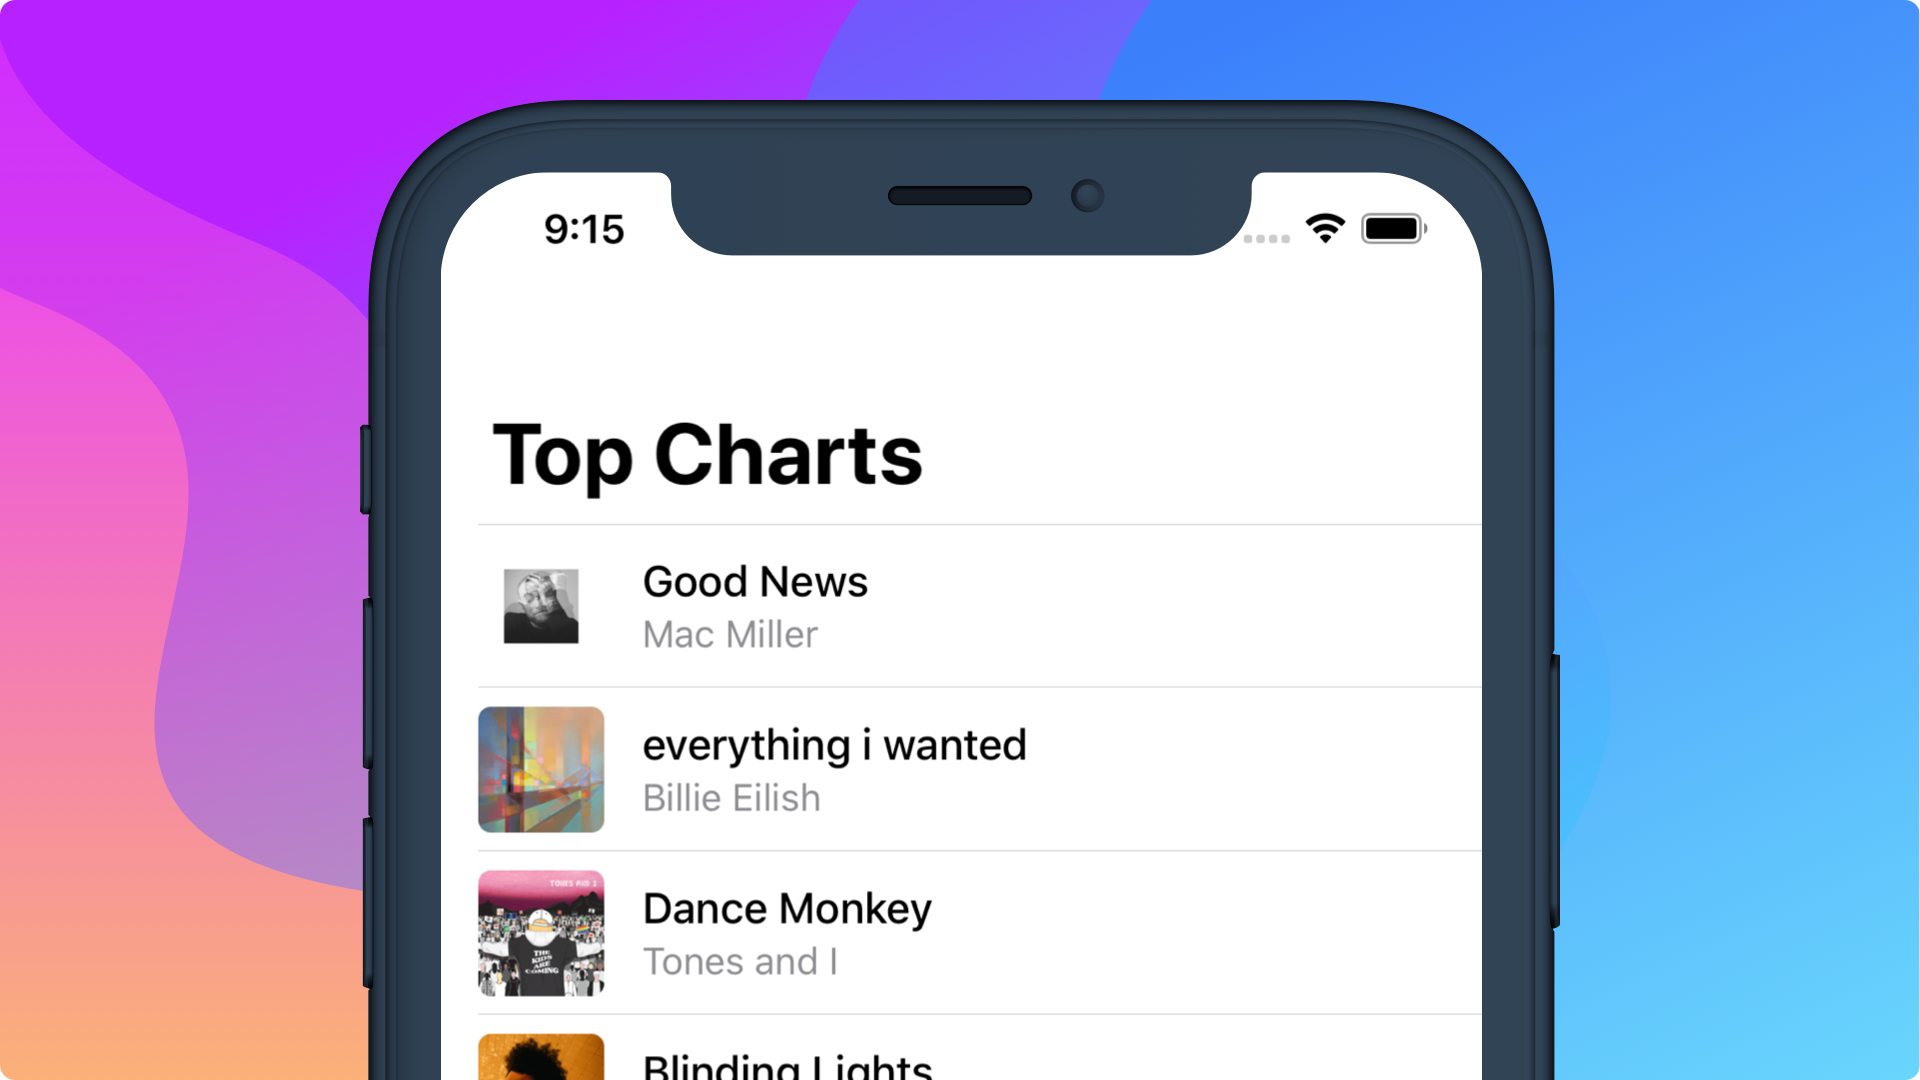 9:15
Top Charts
Good News
Mac Miller
everything i wanted
Billie Eilish
TONES AND I
THE
KIDS
ARE
COMING
Dance Monkey
Tones and I
Blinding Lights